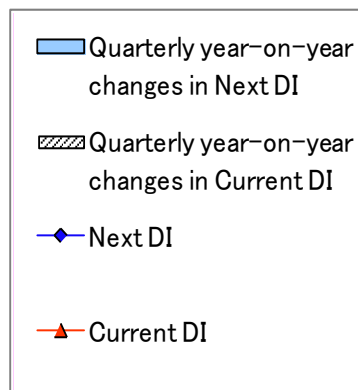 Quarterly year-on-year
changes in Next DI
Quarterly year-on-year
changes in Current DI
Next DI
Current DI